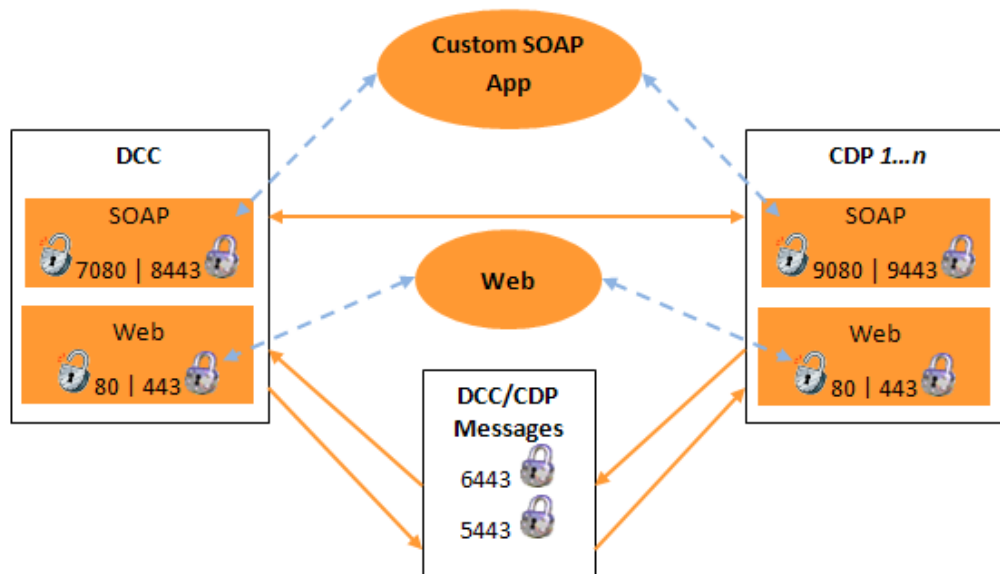 Custom SOAP
App
DCC
SOAP
7080 | 8443
Web
80 | 443
CDP 1...n
SOAP
9080 | 9443
Web
80 | 443
Web
DCC/CDP
Messages
6443
5443